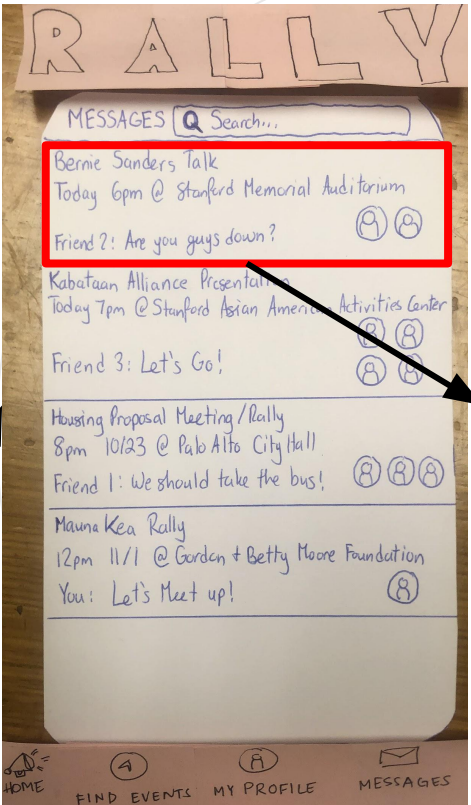 RALLY
MESSAGES Search...
Bernie Sanders Talk
Today 6pm @ Stanford Memorial Auditorium
Friend 2: Are you guys down?
Kabataan Alliance Presentation
Today 7pm @ Stanford Asian American Activities Center
Friend 3: Let's Go!
Housing Proposal Meeting/Rally
8pm 10/23 @ Palo Alto City Hall
Friend 1: We should take the bus!
Mauna Kea Rally
12pm 11/1 @ Gordon + Betty Moore Foundation
You: Let's Meet up!
HOME FIND EVENTS MY PROFILE MESSAGES